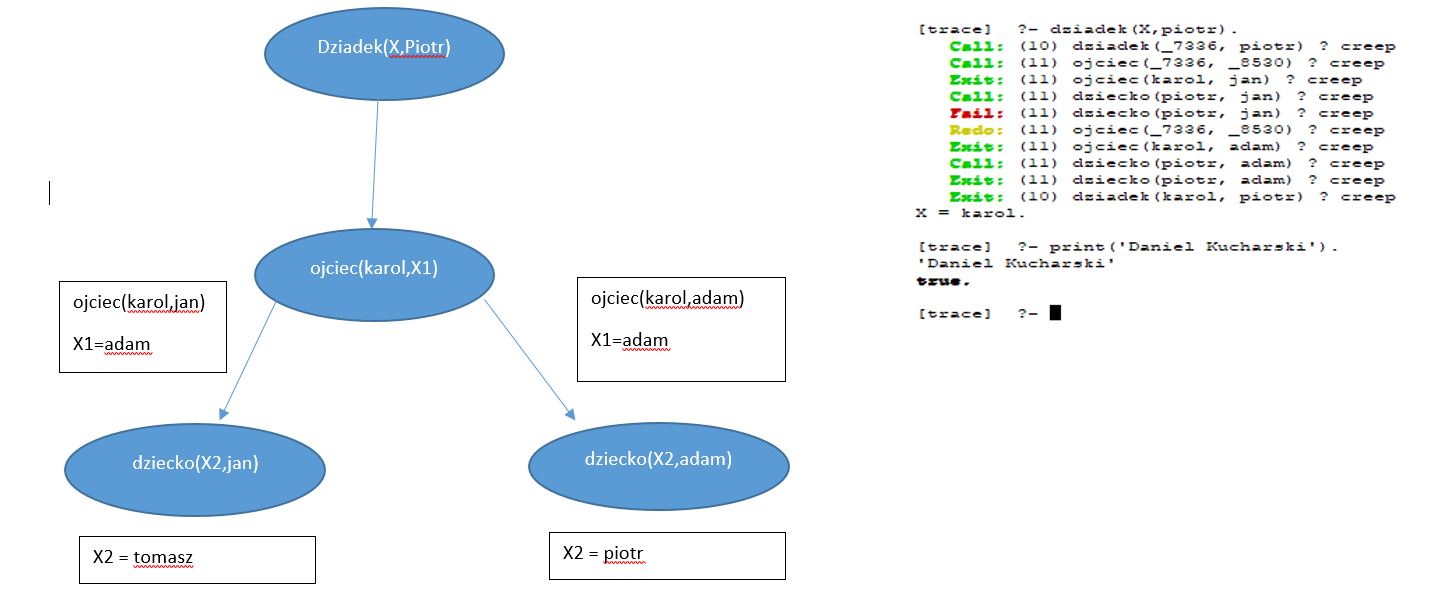 Dziadek(X,Piotr)
ojciec(karol,X1)
ojciec(karol,jan)
X1=adam
ojciec(karol,adam)
X1=adam
dziecko(X2,jan)
dziecko(X2,adam)
X2 = tomasz
X2 = piotr
[trace]  ?- dziadek(X,piotr).
Call: (10) dziadek(_7336, piotr) ? creep
Call: (11) ojciec(_7336, _8530) ? creep
Exit: (11) ojciec(karol, jan) ? creep
Call: (11) dziecko(piotr, jan) ? creep
Fail: (11) dziecko(piotr, jan) ? creep
Redo: (11) ojciec(_7336, _8530) ? creep
Exit: (11) ojciec(karol, adam) ? creep
Call: (11) dziecko(piotr, adam) ? creep
Exit: (11) dziecko(piotr, adam) ? creep
Exit: (10) dziadek(karol, piotr) ? creep
X = karol.
[trace]  ?- print('Daniel Kucharski').
'Daniel Kucharski'
true.
[trace]  ?-